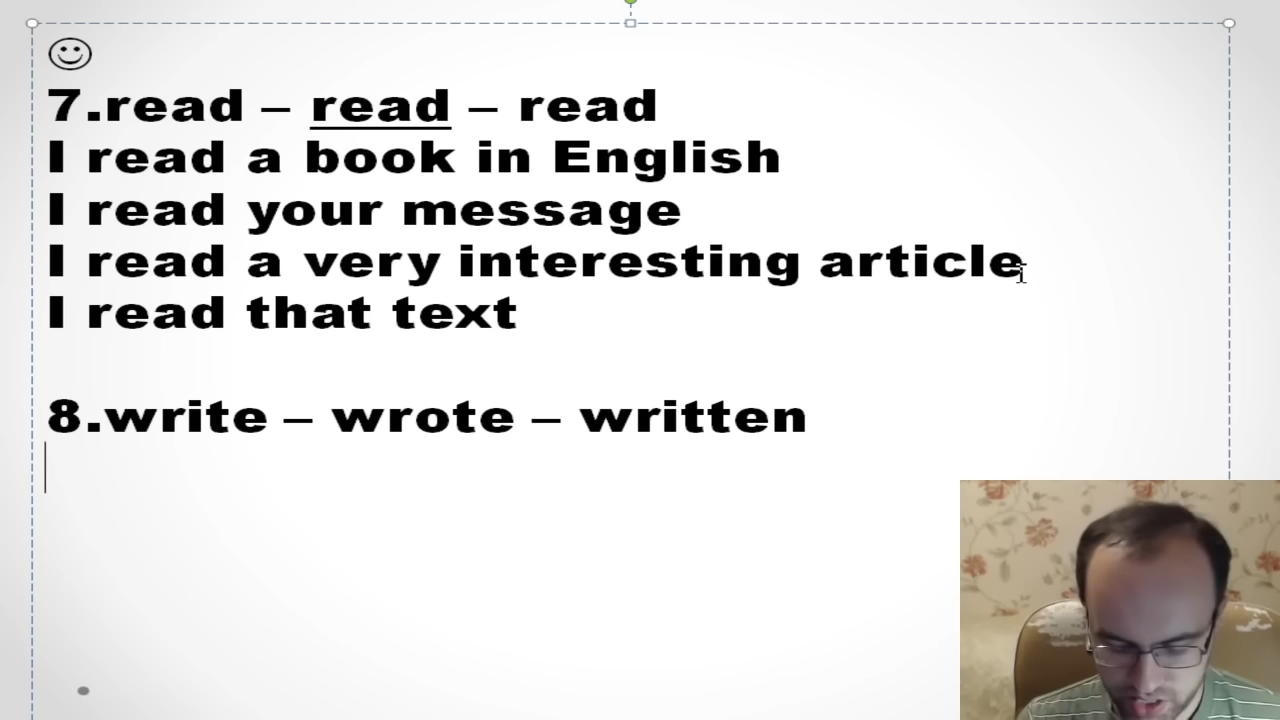 7.read – read – read
I read a book in English
I read your message
I read a very interesting article
I read that text
8.write – wrote – written